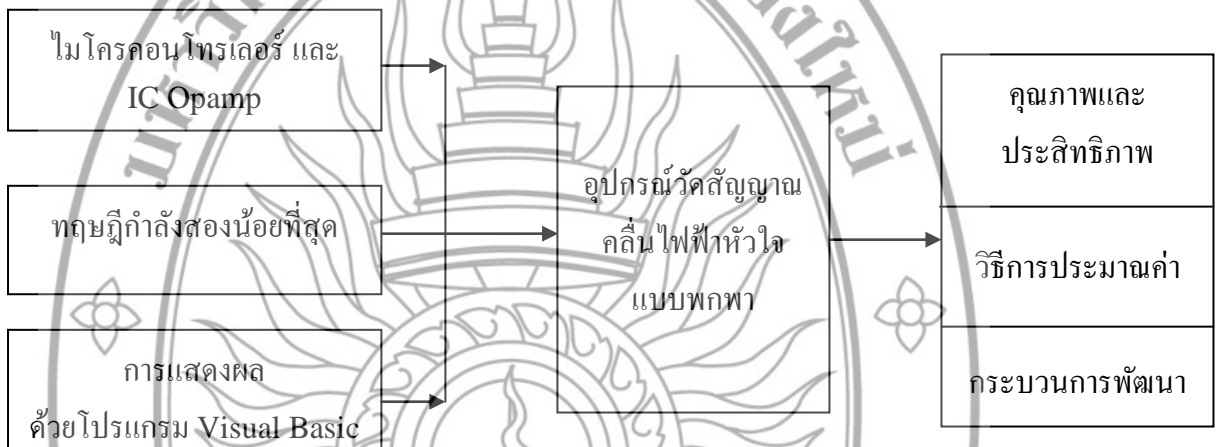 ไมโครคอนโทรเลอร์ และ
IC Opamp
ทฤษฎีกำลังสองน้อยที่สุด
การแสดงผล
ด้วยโปรแกรม Visual Basic
อุปกรณ์วัดสัญญาณ
คลื่นไฟฟ้าหัวใจ
แบบพกพา
คุณภาพและ
ประสิทธิภาพ
วิธีการประมาณค่า
กระบวนการพัฒนา